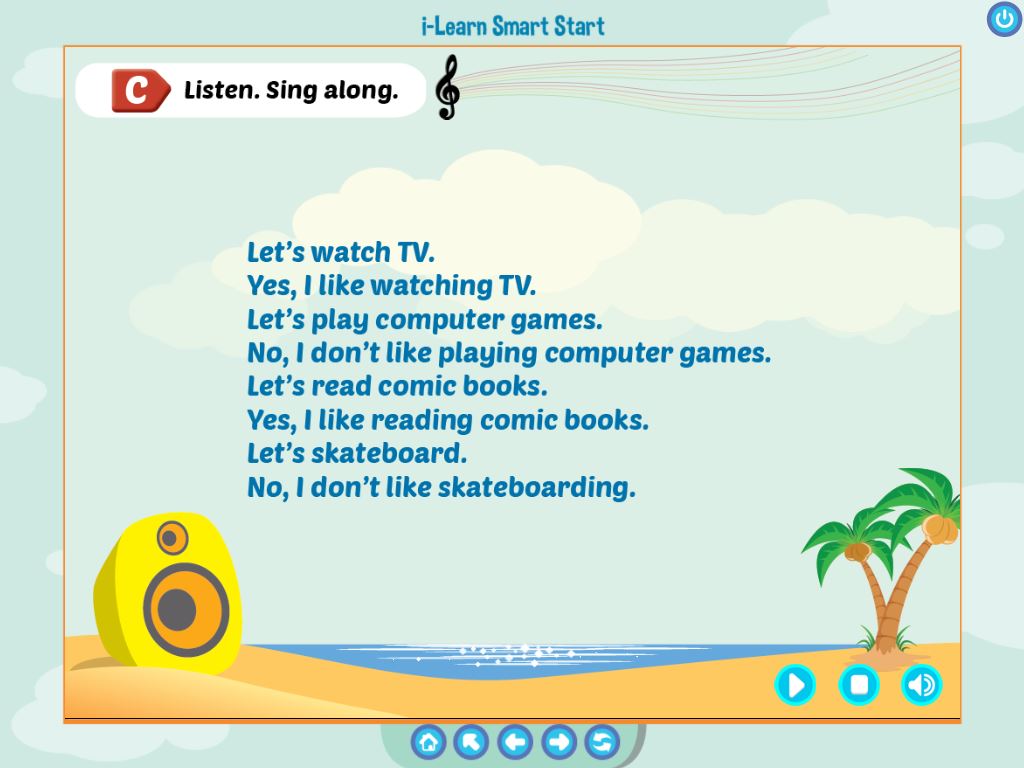 i-Learn Smart Start
C Listen. Sing along.
Let's watch TV.
Yes, I like watching TV.
Let's play computer games.
No, I don't like playing computer games.
Let's read comic books.
Yes, I like reading comic books.
Let's skateboard.
No, I don't like skateboarding.